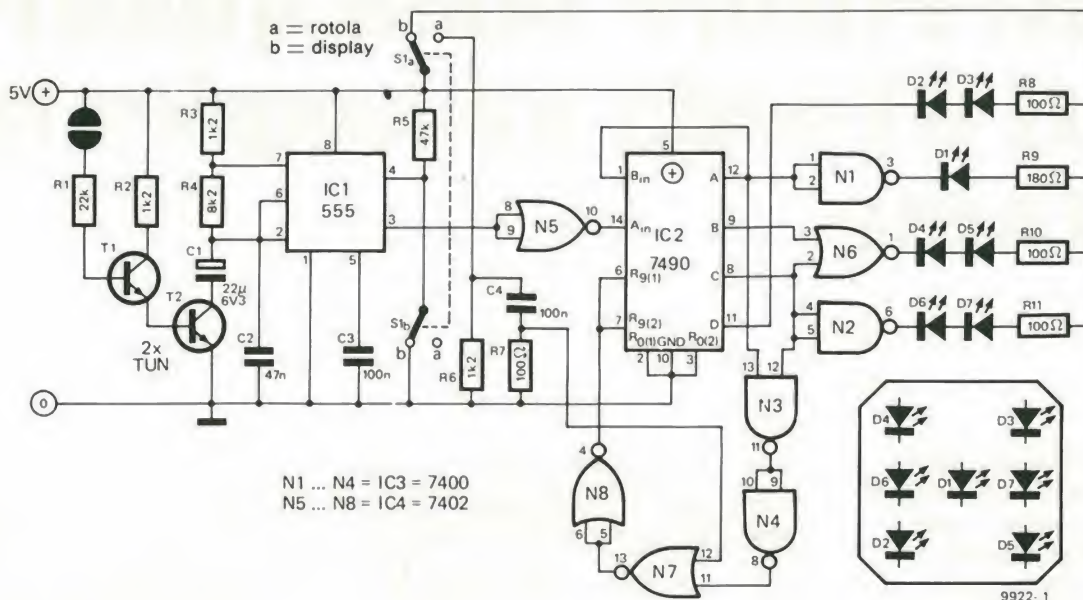 a = rotola
b = display
b
a
S1a
5V
+
R1
22k
R2
1k2
R3
1k2
R4
8k2
C1
22µ
6V3
T1
T2
2x
TUN
C2
47n
C3
100n
IC1
555
7
6
2
8
4
3
1
5
R5
47k
S1b
b
a
R6
1k2
R7
100Ω
C4
100n
8
9
N5
10
5
+
1
Bin
A
12
14
Ain
B
9
IC2
7490
C
8
6
R9(1)
7
R9(2)
D
11
R0(1)
GND
R0(2)
2
10
3
1
2
N1
3
3
2
N6
1
4
5
N2
6
13
12
N3
11
10
9
N4
8
12
11
N7
13
6
5
N8
4
D2
D3
R8
100Ω
D1
R9
180Ω
D4
D5
R10
100Ω
D6
D7
R11
100Ω
0
N1 ... N4 = IC3 = 7400
N5 ... N8 = IC4 = 7402
D4
D3
D6
D1
D7
D2
D5
9922-1